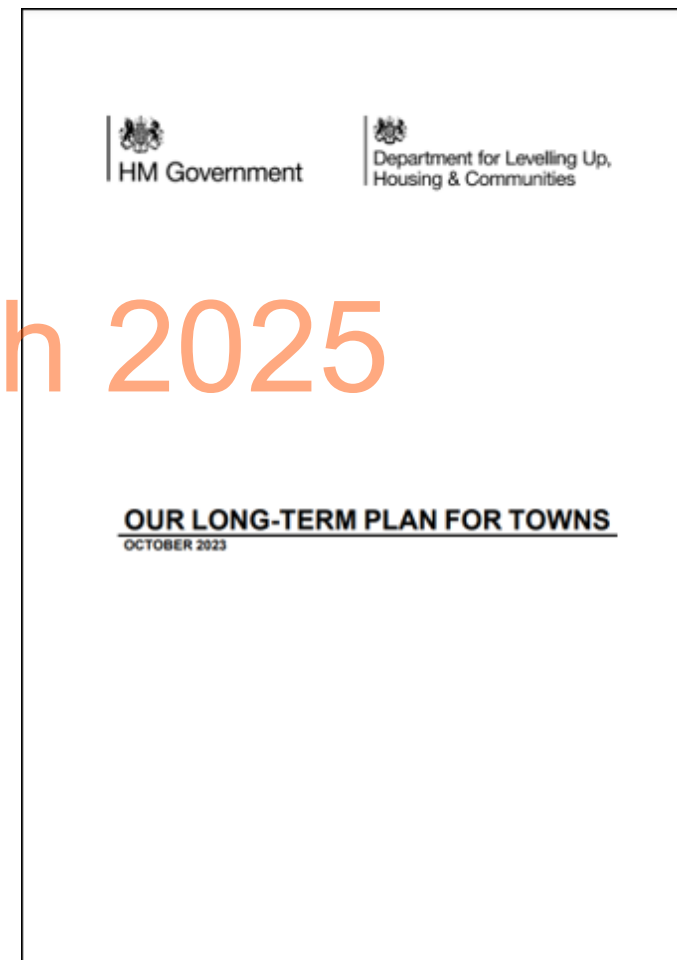 HM Government
Department for Levelling Up,
Housing & Communities
h 2025
OUR LONG-TERM PLAN FOR TOWNS
OCTOBER 2023